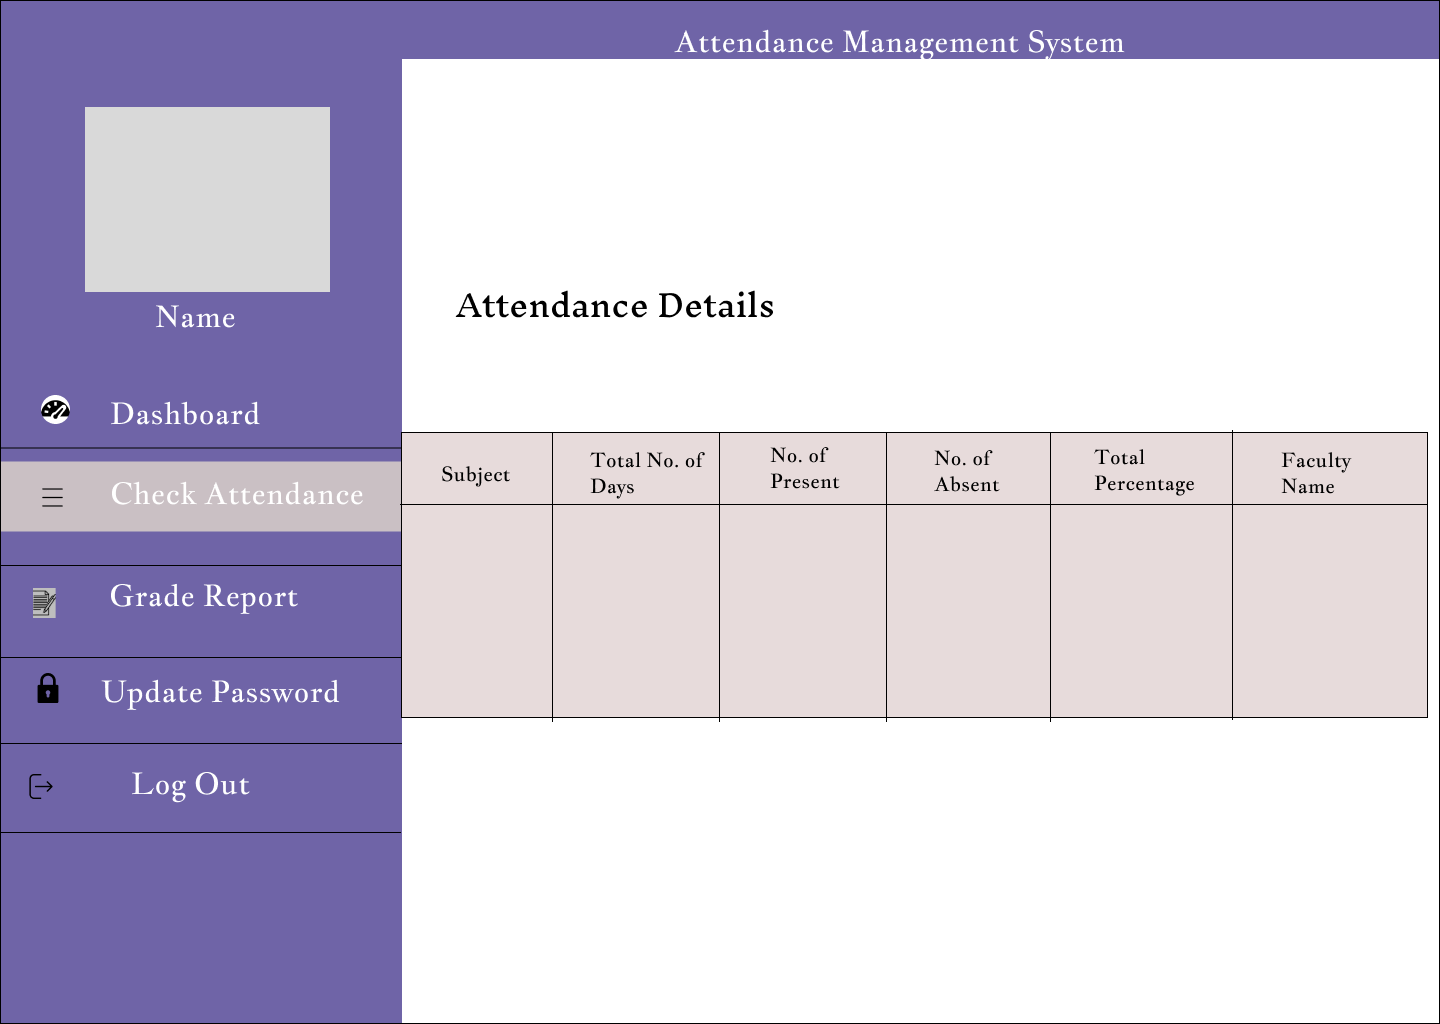 Attendance Management System
Name
Dashboard
Check Attendance
Grade Report
Update Password
Log Out
Attendance Details
Subject
Total No. of
Days
No. of
Present
No. of
Absent
Total
Percentage
Faculty
Name